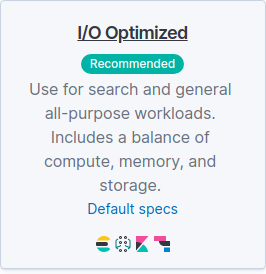 I/O Optimized
Recommended
Use for search and general
all-purpose workloads.
Includes a balance of
compute, memory, and
storage.
Default specs